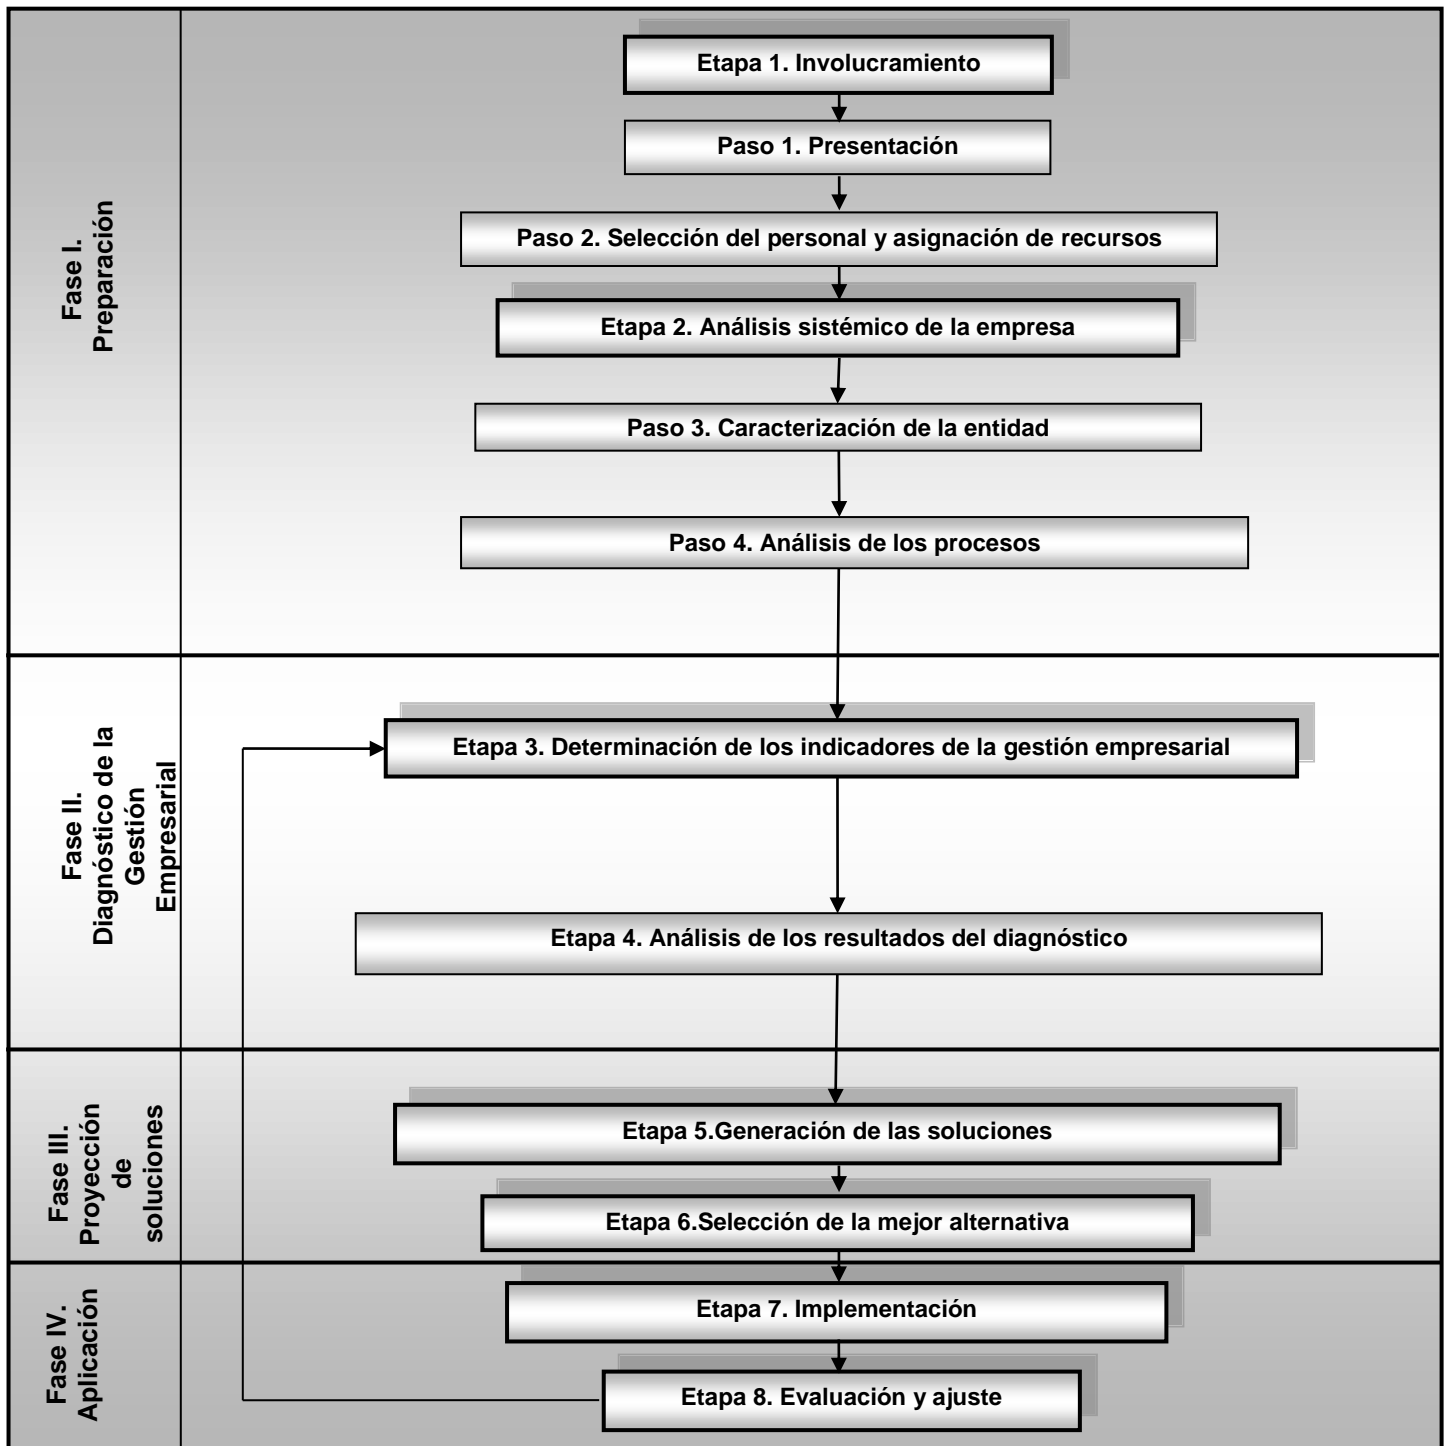 Fase I.
Preparación
Etapa 1. Involucramiento
Paso 1. Presentación
Paso 2. Selección del personal y asignación de recursos
Etapa 2. Análisis sistémico de la empresa
Paso 3. Caracterización de la entidad
Paso 4. Análisis de los procesos
Fase II.
Diagnóstico de la
Gestión
Empresarial
Etapa 3. Determinación de los indicadores de la gestión empresarial
Etapa 4. Análisis de los resultados del diagnóstico
Fase III.
Proyección
de
soluciones
Etapa 5.Generación de las soluciones
Etapa 6.Selección de la mejor alternativa
Fase IV.
Aplicación
Etapa 7. Implementación
Etapa 8. Evaluación y ajuste